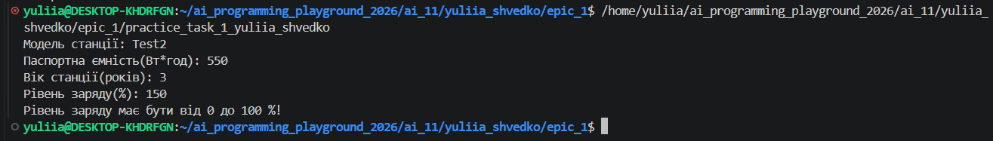 yuliia@DESKTOP-KHDRFGN:~/ai_programming_playground_2026/ai_11/yuliia_shvedko/epic_1$ /home/yuliia/ai_programming_playground_2026/ai_11/yuliia_
shvedko/epic_1/practice_task_1_yuliia_shvedko
Модель станції: Test2
Паспортна ємність(Вт*год): 550
Вік станції(років): 3
Рівень заряду(%): 150
Рівень заряду має бути від 0 до 100 %!
yuliia@DESKTOP-KHDRFGN:~/ai_programming_playground_2026/ai_11/yuliia_shvedko/epic_1$